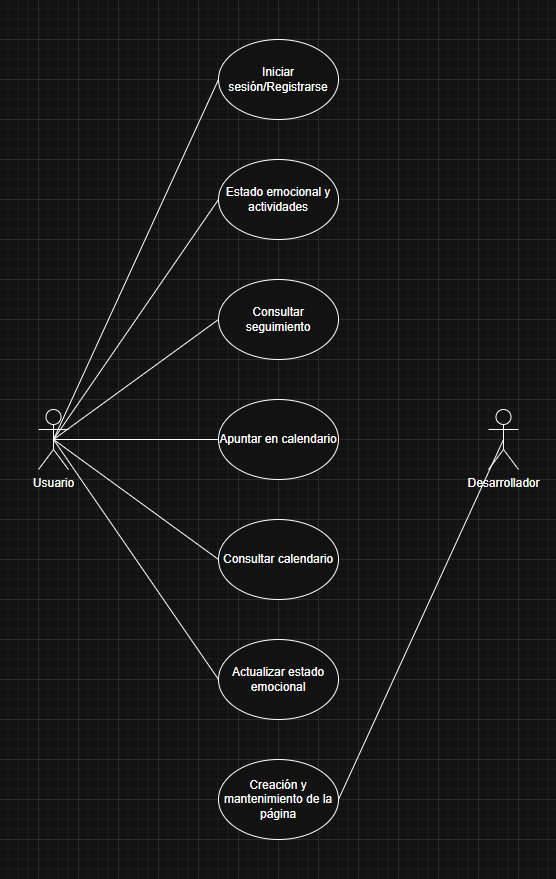 Iniciar
sesión/Registrarse
Estado emocional y
actividades
Consultar
seguimiento
Apuntar en calendario
Usuario
Desarrollador
Consultar calendario
Actualizar estado
emocional
Creación y
mantenimiento de la
página